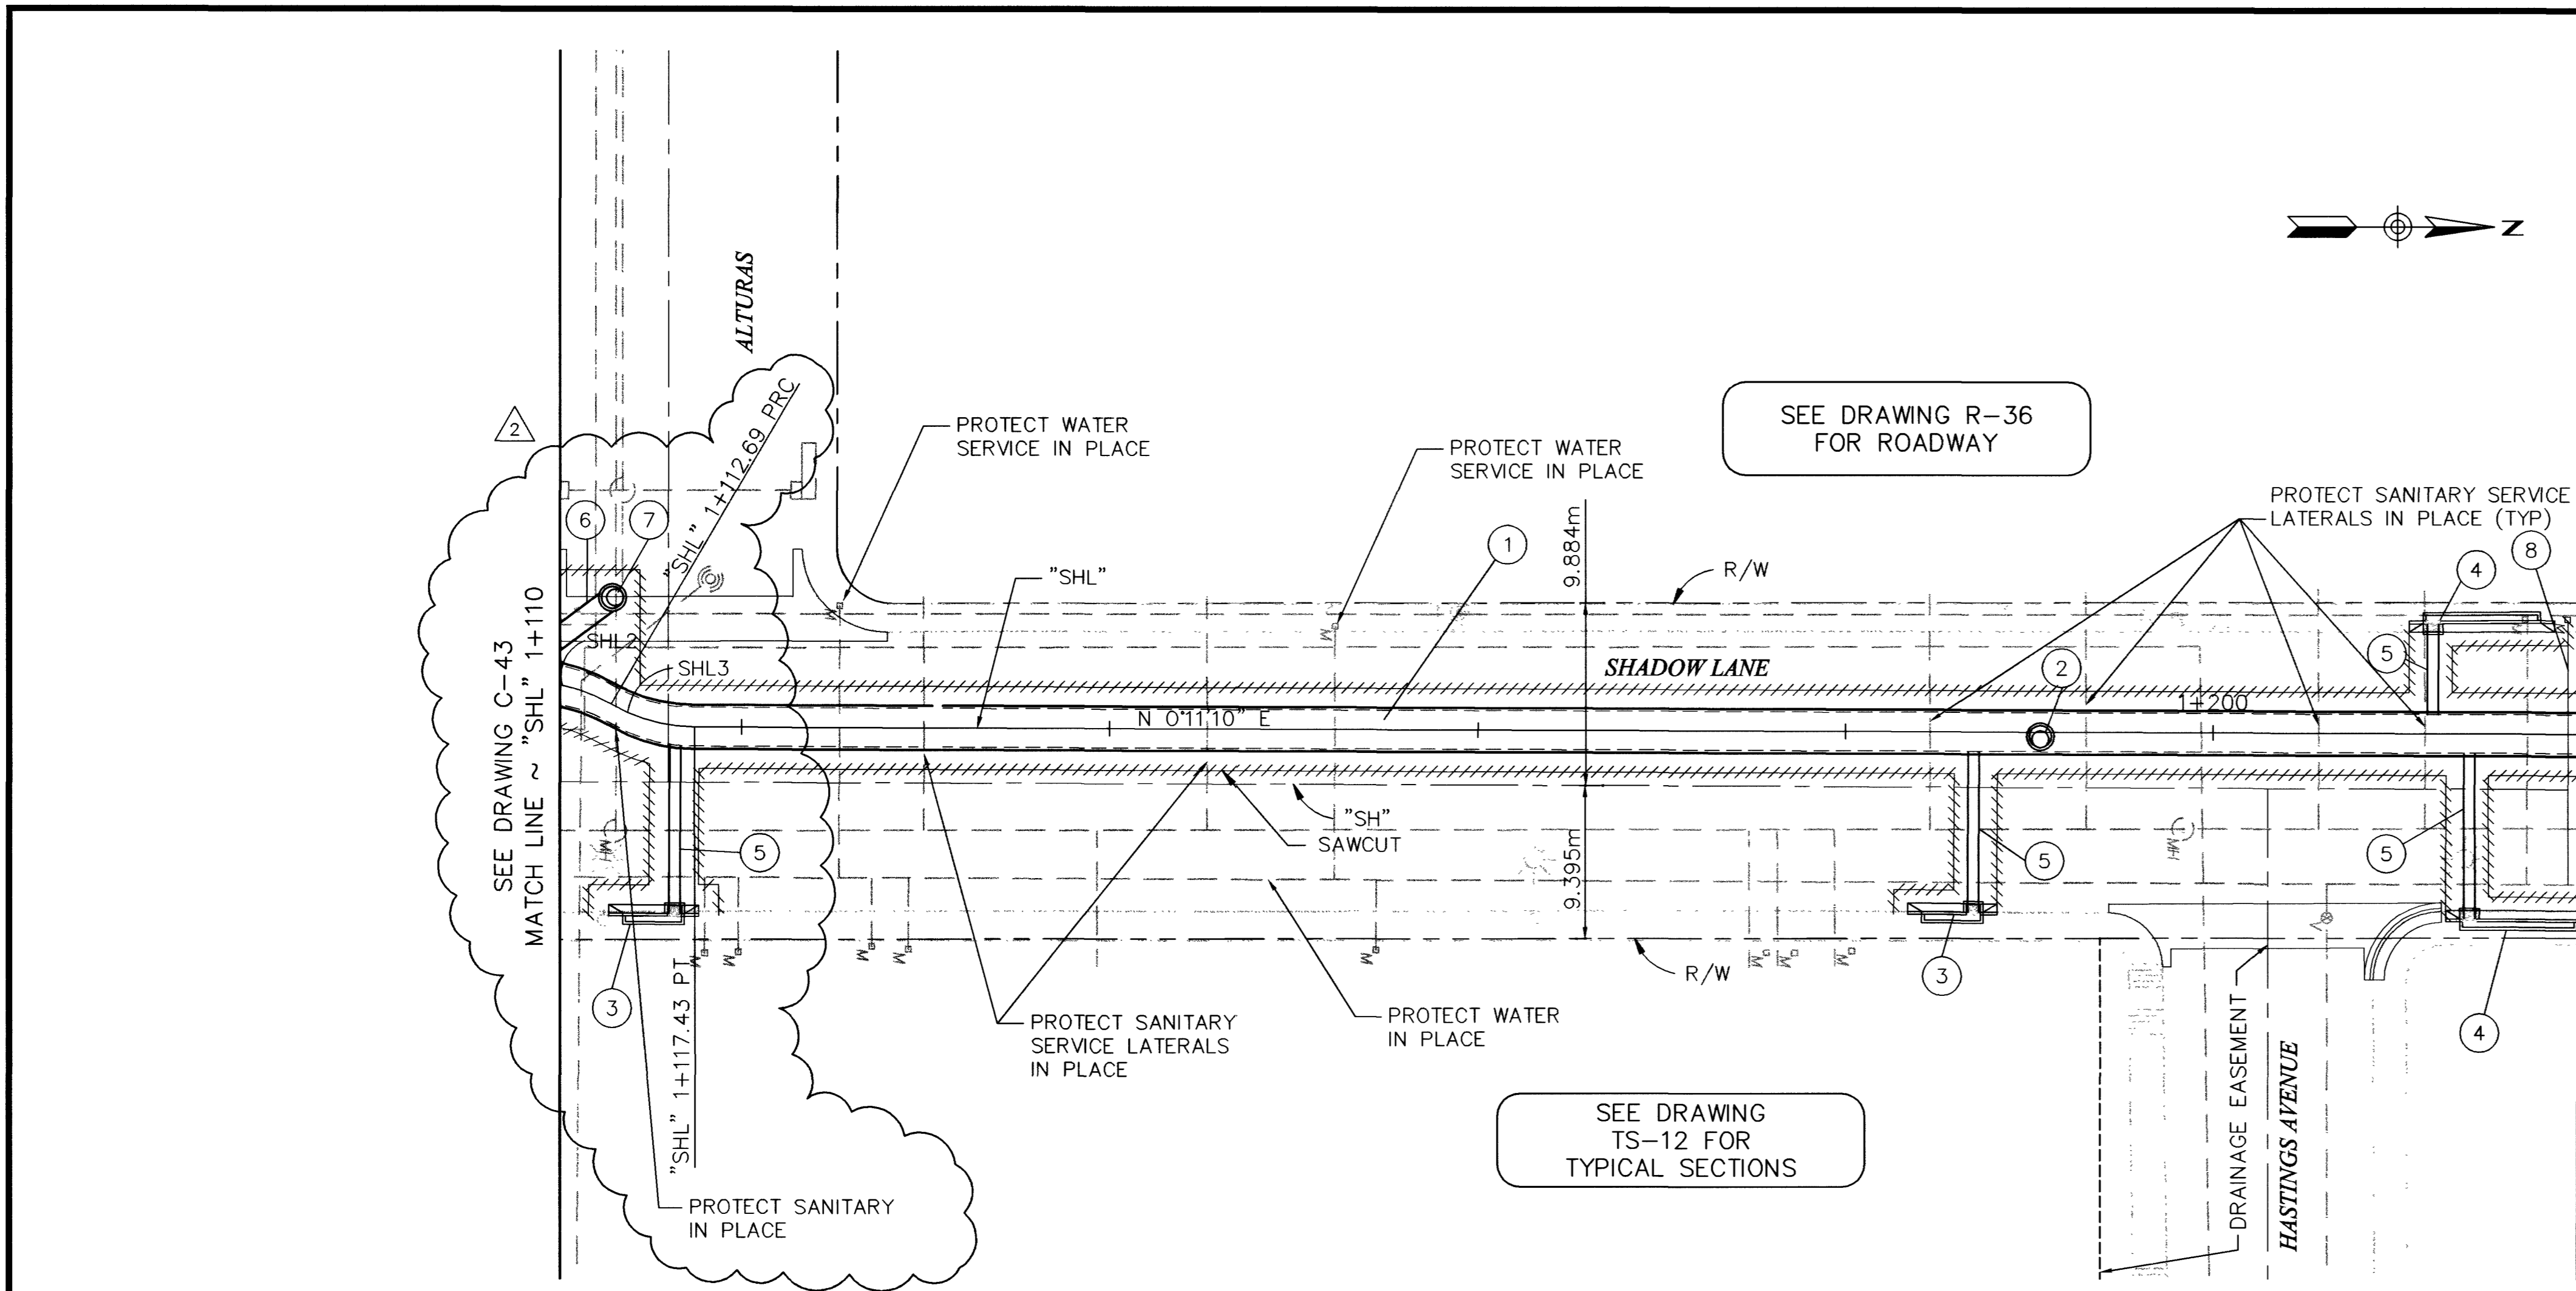 N
ALTURAS
2
"SHL" 1+112.69 PRC
PROTECT WATER
SERVICE IN PLACE
PROTECT WATER
SERVICE IN PLACE
SEE DRAWING R-36
FOR ROADWAY
PROTECT SANITARY SERVICE
LATERALS IN PLACE (TYP)
6
7
"SHL"
1
9.884m
R/W
4
8
SEE DRAWING C-43
MATCH LINE ~ "SHL" 1+110
SHL2
SHL3
M
M
SHADOW LANE
2
5
N 0°11'10" E
1+200
"SH"
SAWCUT
9.395m
MH
5
5
MH
5
3
M
M
M
M
M
M
M
M
R/W
3
4
"SHL" 1+117.43 PT
PROTECT SANITARY
SERVICE LATERALS
IN PLACE
PROTECT WATER
IN PLACE
SEE DRAWING
TS-12 FOR
TYPICAL SECTIONS
DRAINAGE EASEMENT
HASTINGS AVENUE
PROTECT SANITARY
IN PLACE